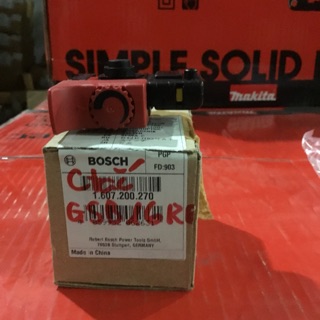 SIMPLE SOLID
makita
BOSCH
PGP
FD:903
1.607.200.270
Robert Bosch Power Tools GmbH,
70538 Stuttgart, GERMANY
Made in China